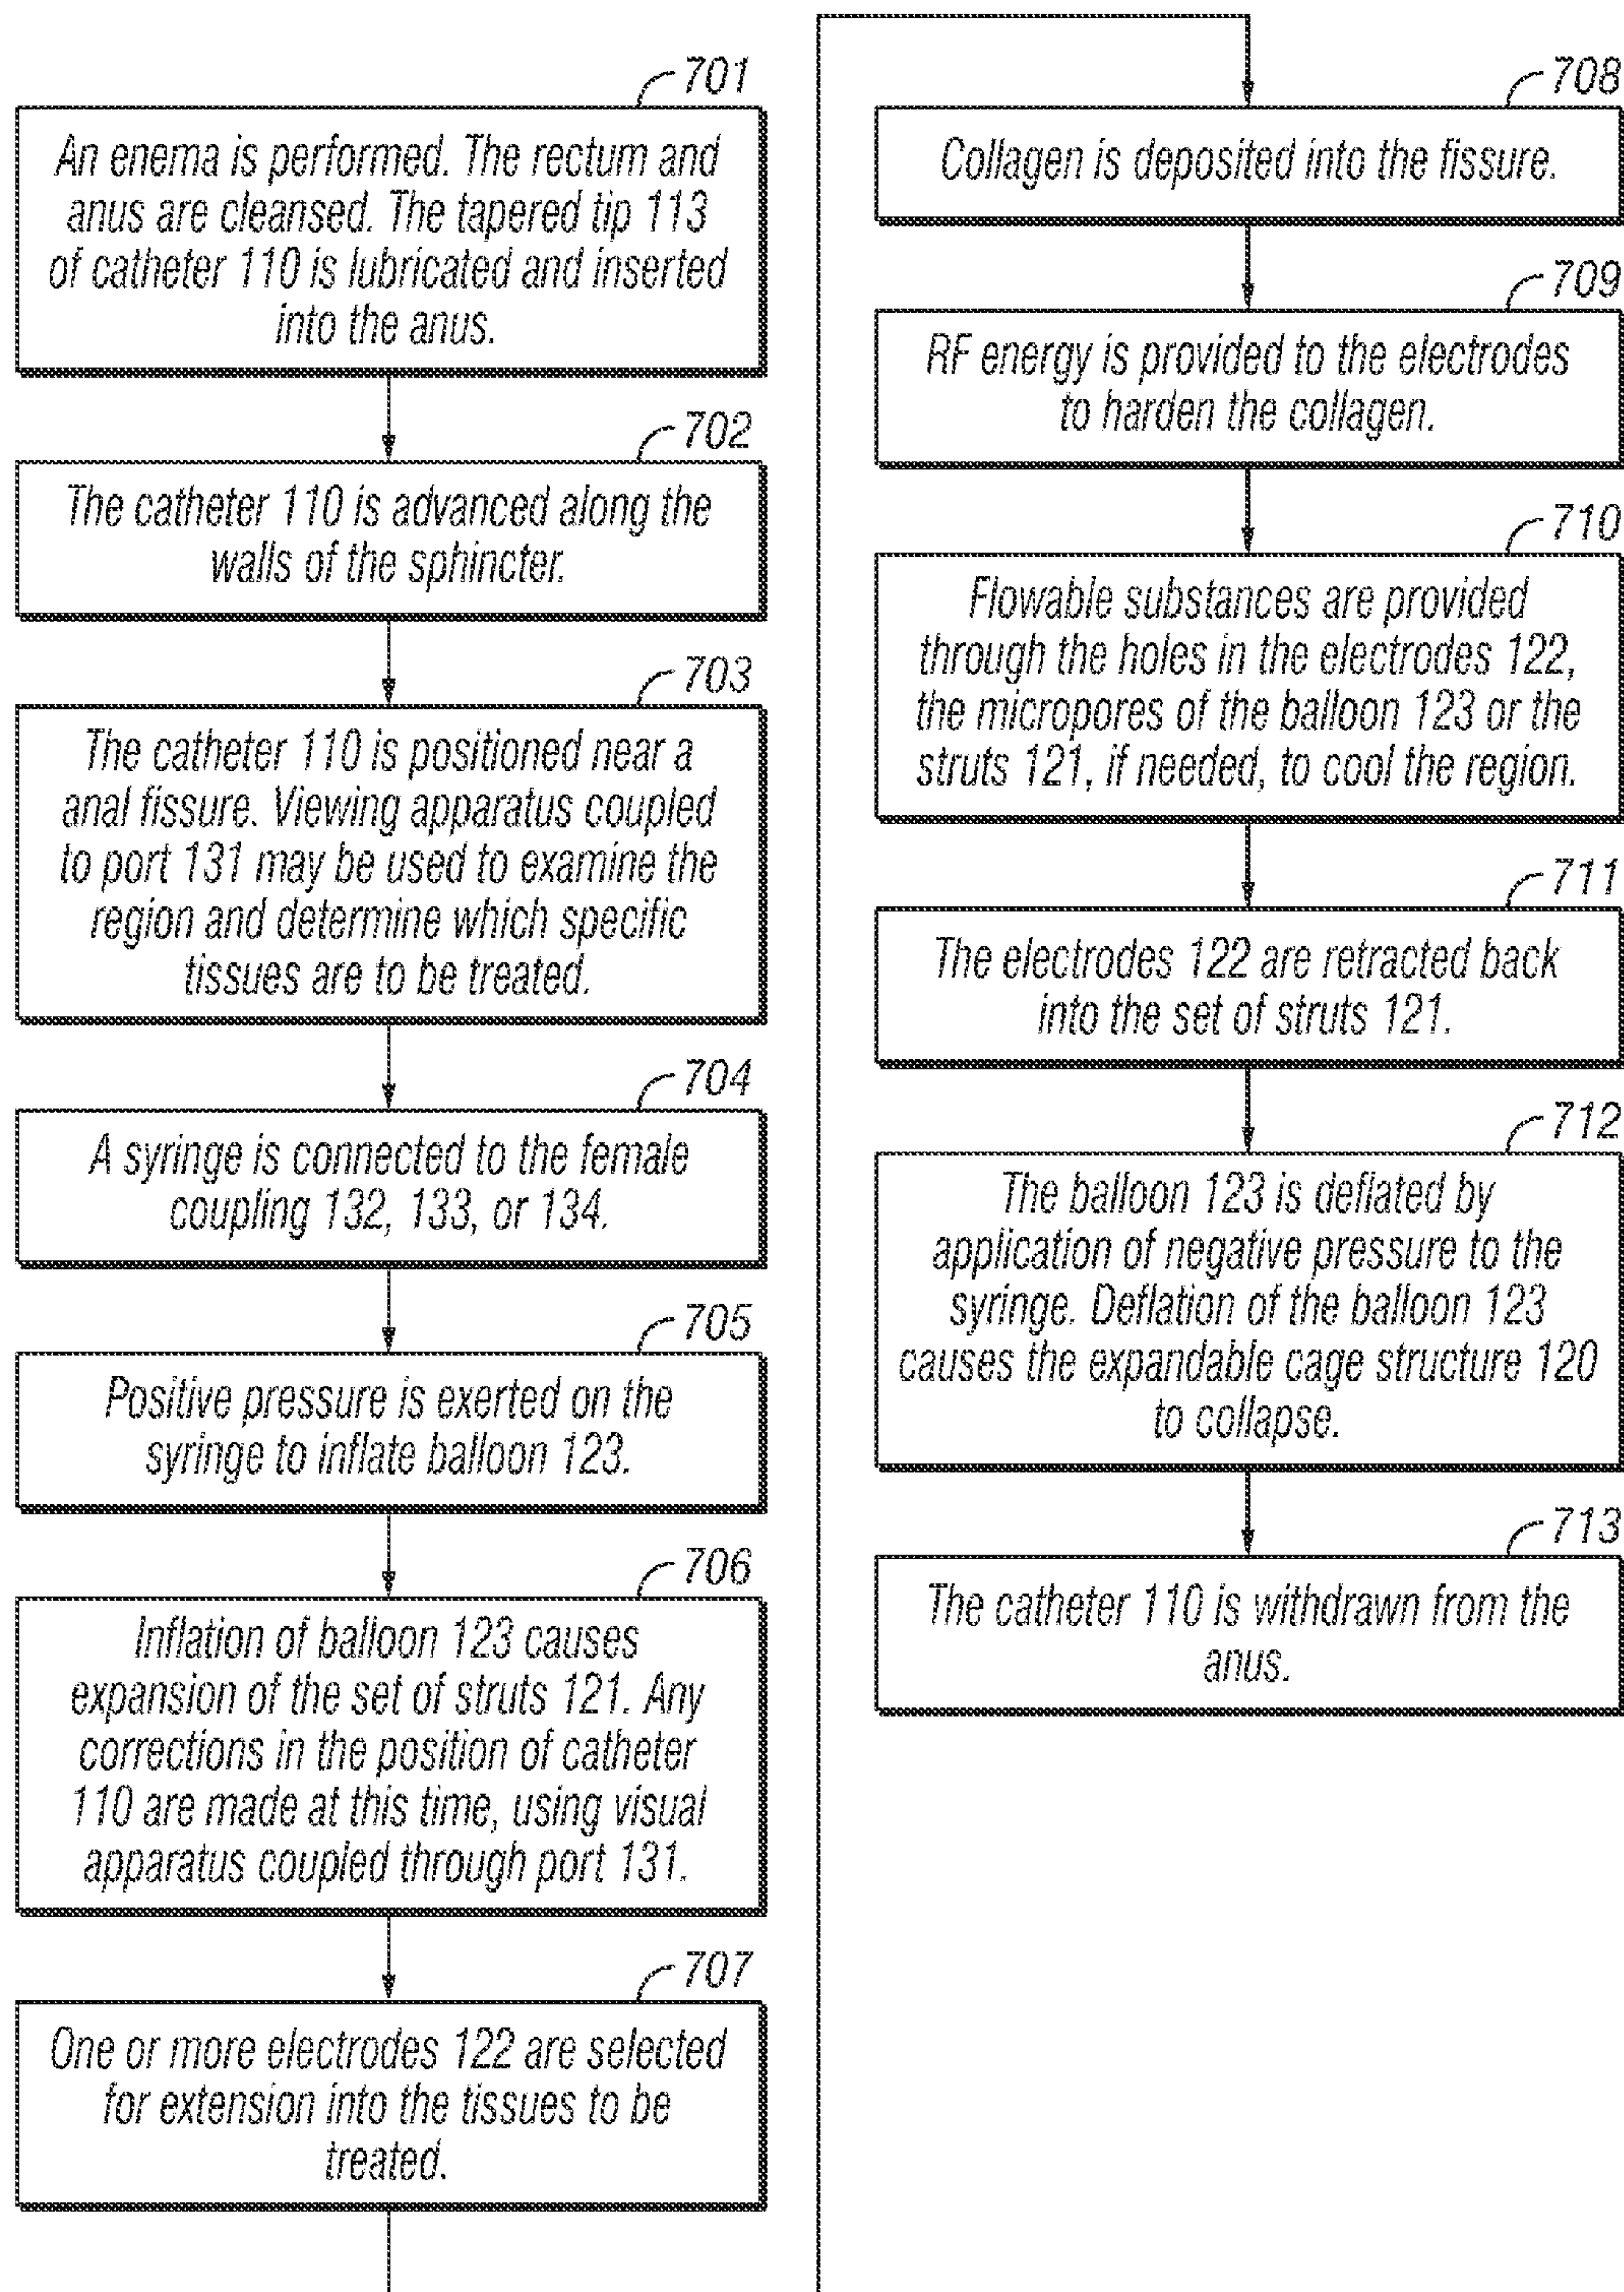 701
An enema is performed. The rectum and
anus are cleansed. The tapered tip 113
of catheter 110 is lubricated and inserted
into the anus.
702
The catheter 110 is advanced along the
walls of the sphincter.
703
The catheter 110 is positioned near a
anal fissure. Viewing apparatus coupled
to port 131 may be used to examine the
region and determine which specific
tissues are to be treated.
704
A syringe is connected to the female
coupling 132, 133, or 134.
705
Positive pressure is exerted on the
syringe to inflate balloon 123.
706
Inflation of balloon 123 causes
expansion of the set of struts 121. Any
corrections in the position of catheter
110 are made at this time, using visual
apparatus coupled through port 131.
707
One or more electrodes 122 are selected
for extension into the tissues to be
treated.
708
Collagen is deposited into the fissure.
709
RF energy is provided to the electrodes
to harden the collagen.
710
Flowable substances are provided
through the holes in the electrodes 122,
the micropores of the balloon 123 or the
struts 121, if needed, to cool the region.
711
The electrodes 122 are retracted back
into the set of struts 121.
712
The balloon 123 is deflated by
application of negative pressure to the
syringe. Deflation of the balloon 123
causes the expandable cage structure 120
to collapse.
713
The catheter 110 is withdrawn from the
anus.